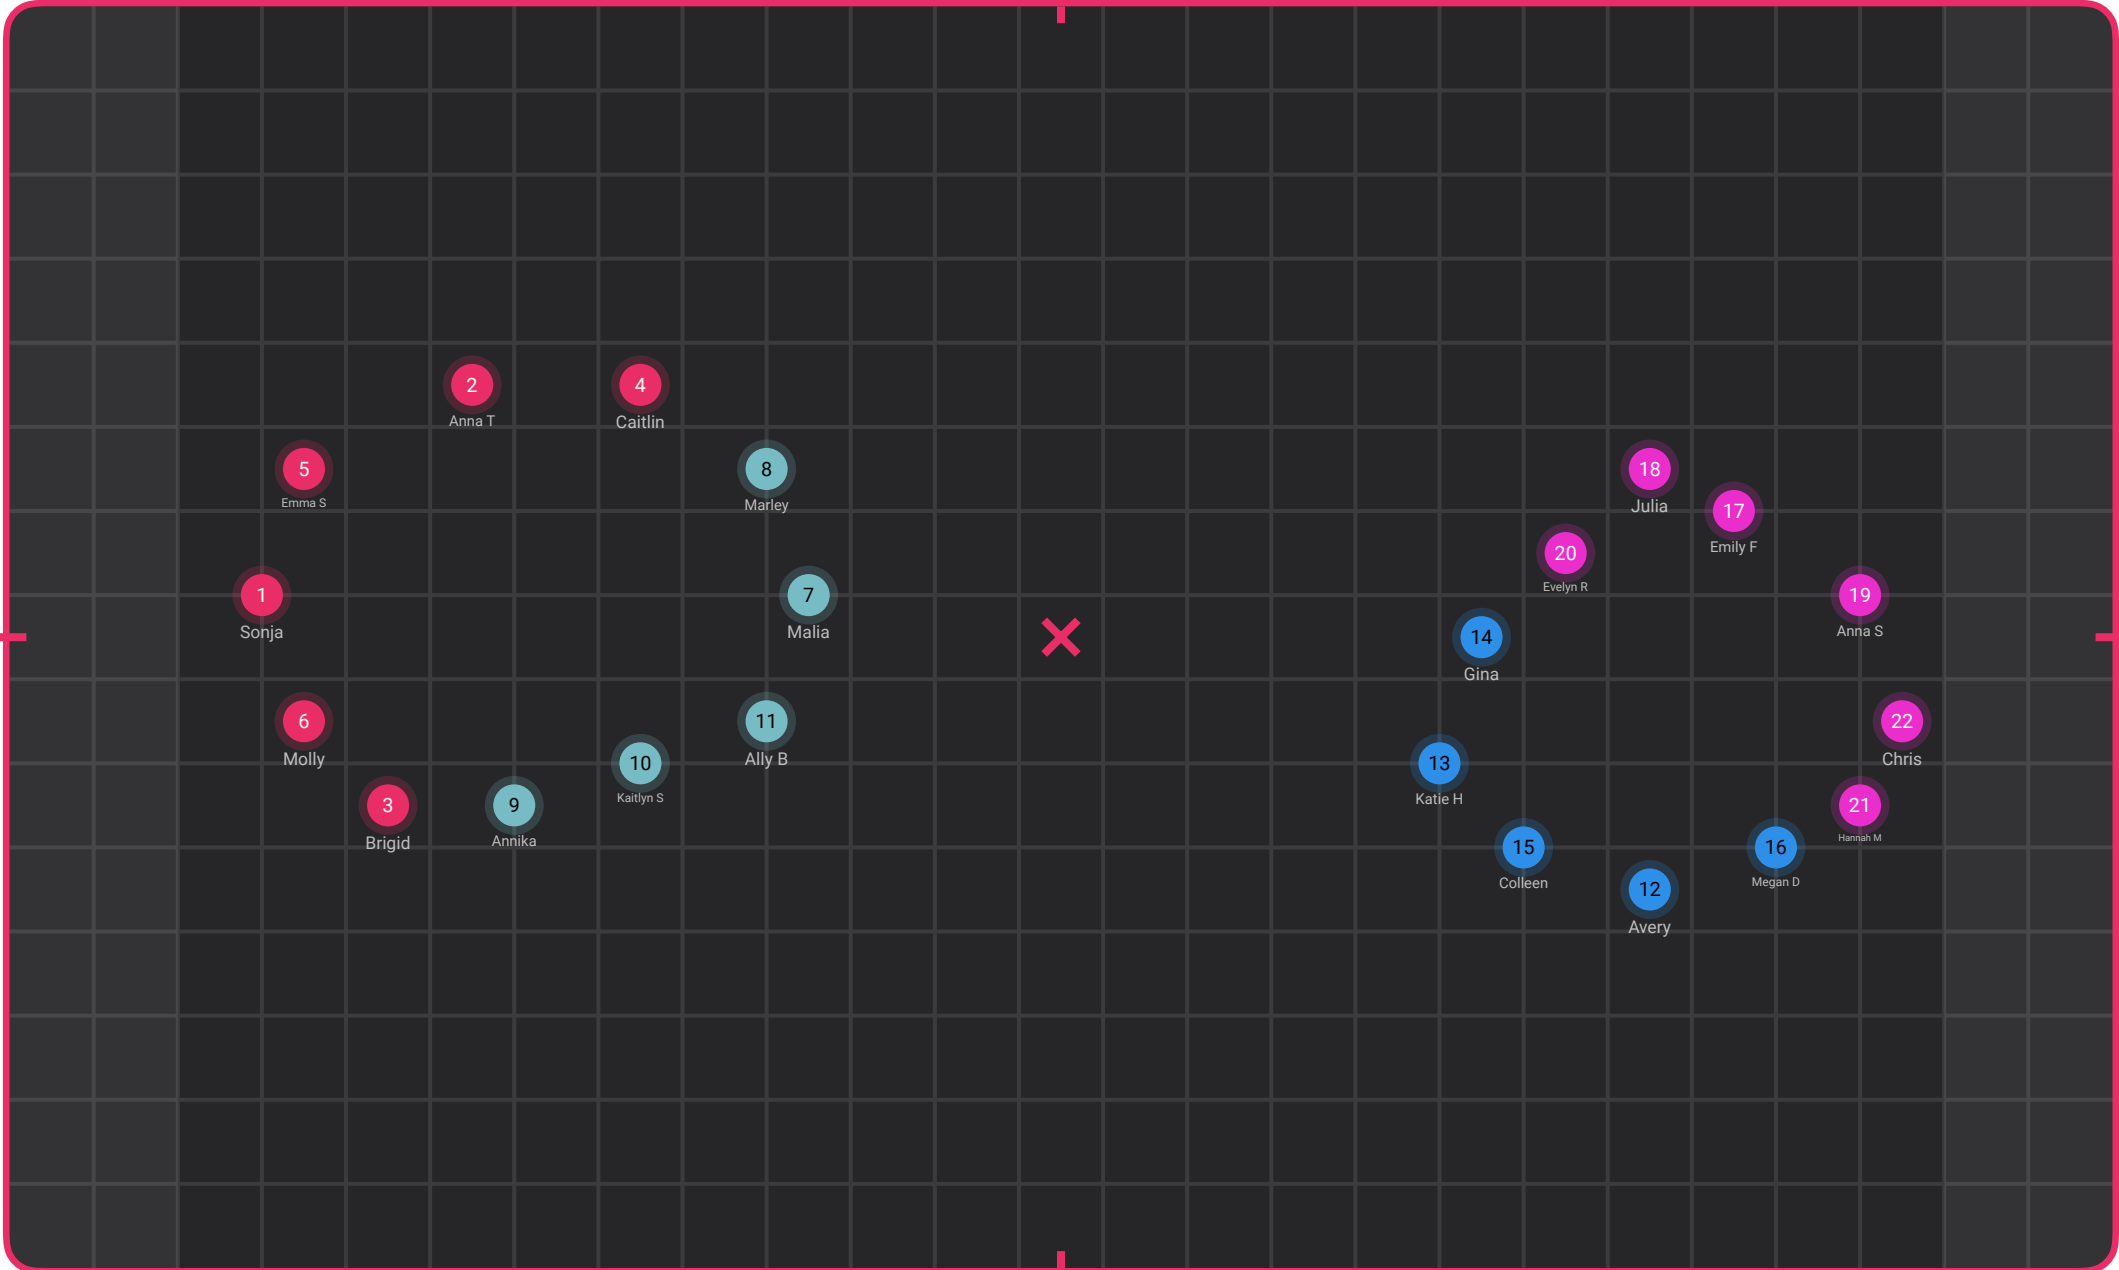 2
Anna T
4
Caitlin
5
Emma S
8
Marley
18
Julia
17
Emily F
20
Evelyn R
1
Sonja
7
Malia
19
Anna S
14
Gina
6
Molly
11
Ally B
22
Chris
10
Kaitlyn S
13
Katie H
3
Brigid
9
Annika
21
Hannah M
15
Colleen
16
Megan D
12
Avery